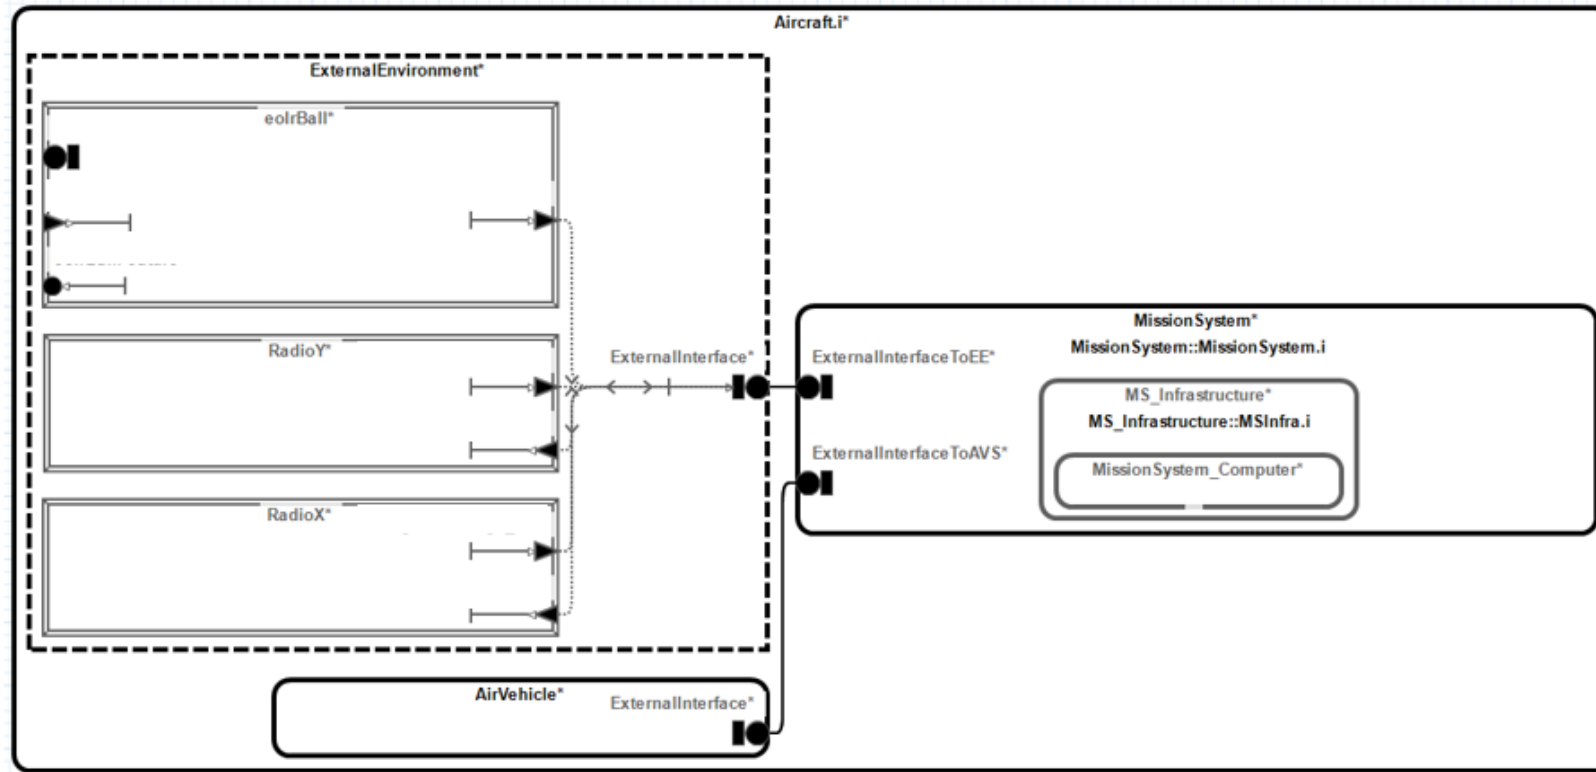 Aircraft.i*
ExternalEnvironment*
eoIrBall*
RadioY*
ExternalInterface*
RadioX*
MissionSystem*
MissionSystem::MissionSystem.i
ExternalInterfaceToEE*
MS_Infrastructure*
MS_Infrastructure::MSInfra.i
ExternalInterfaceToAVS*
MissionSystem_Computer*
AirVehicle*
ExternalInterface*